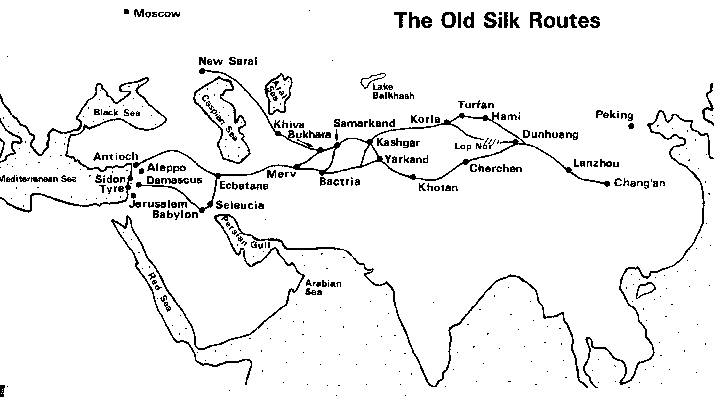 Moscow
The Old Silk Routes
New Sarai
Aral
Sea
Lake
Balkhash
Caspian Sea
Black Sea
Khiva
Bukhara
Samarkand
Korla
Turfan
Hami
Peking
Kashgar
Lop Nor
Dunhuang
Antioch
Aleppo
Mediterranean Sea
Sidon
Damascus
Tyre
Ecbatana
Merv
Bactria
Yarkand
Khotan
Cherchen
Lanzhou
Chang'an
Jerusalem
Babylon
Seleucia
Persian Gulf
Red Sea
Arabian
Sea